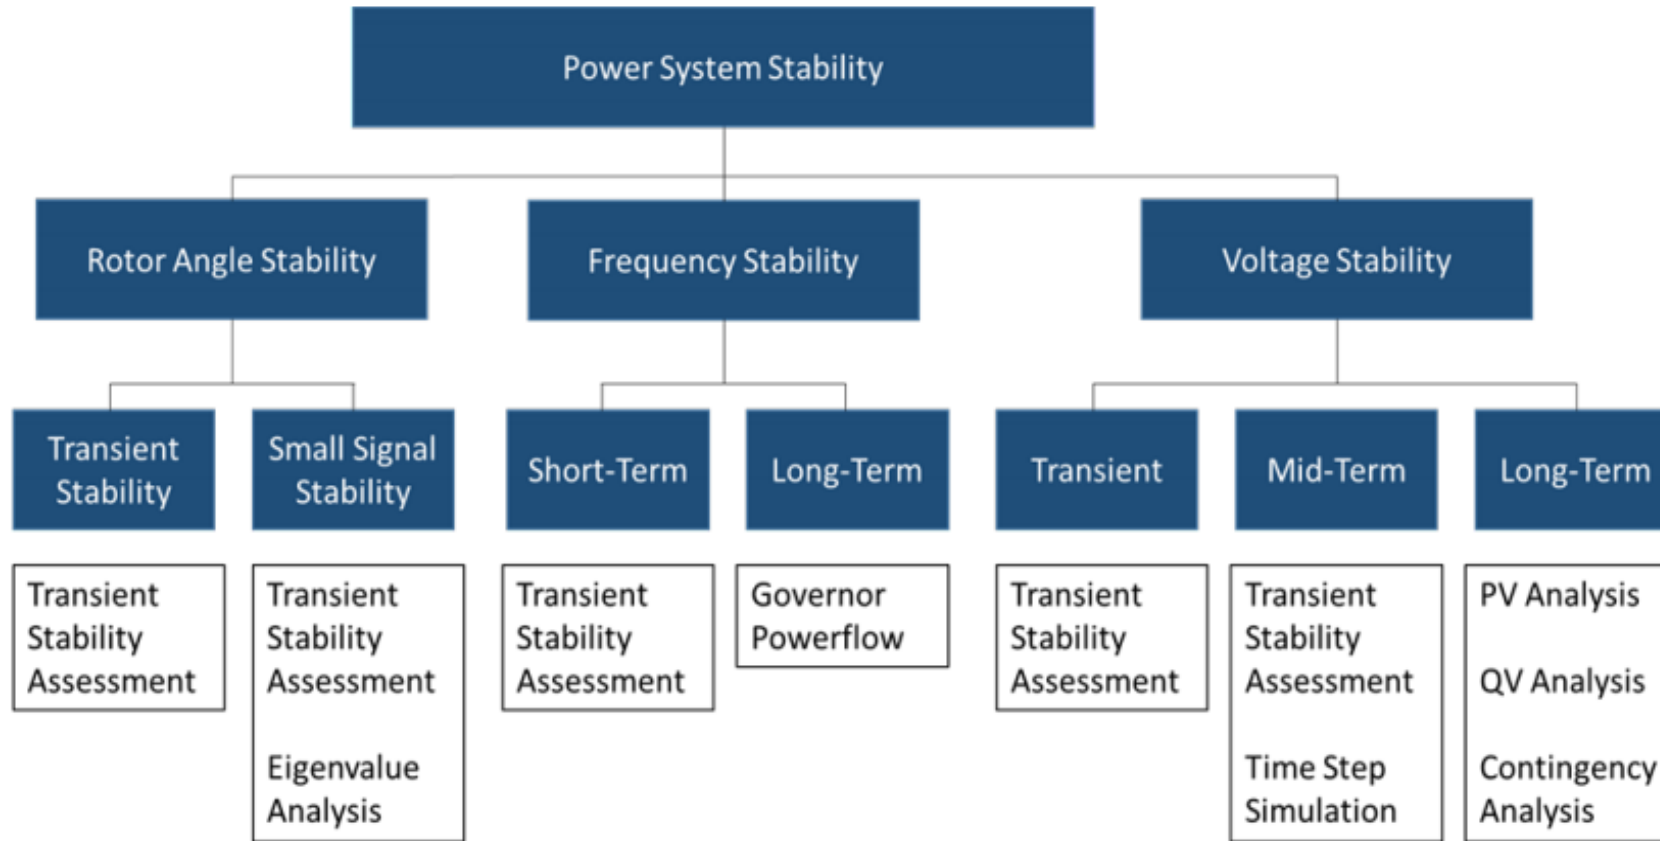 Power System Stability
Rotor Angle Stability
Frequency Stability
Voltage Stability
Transient
Stability
Small Signal
Stability
Short-Term
Long-Term
Transient
Mid-Term
Long-Term
Transient
Stability
Assessment
Transient
Stability
Assessment
Eigenvalue
Analysis
Transient
Stability
Assessment
Governor
Powerflow
Transient
Stability
Assessment
Transient
Stability
Assessment
Time Step
Simulation
PV Analysis
QV Analysis
Contingency
Analysis